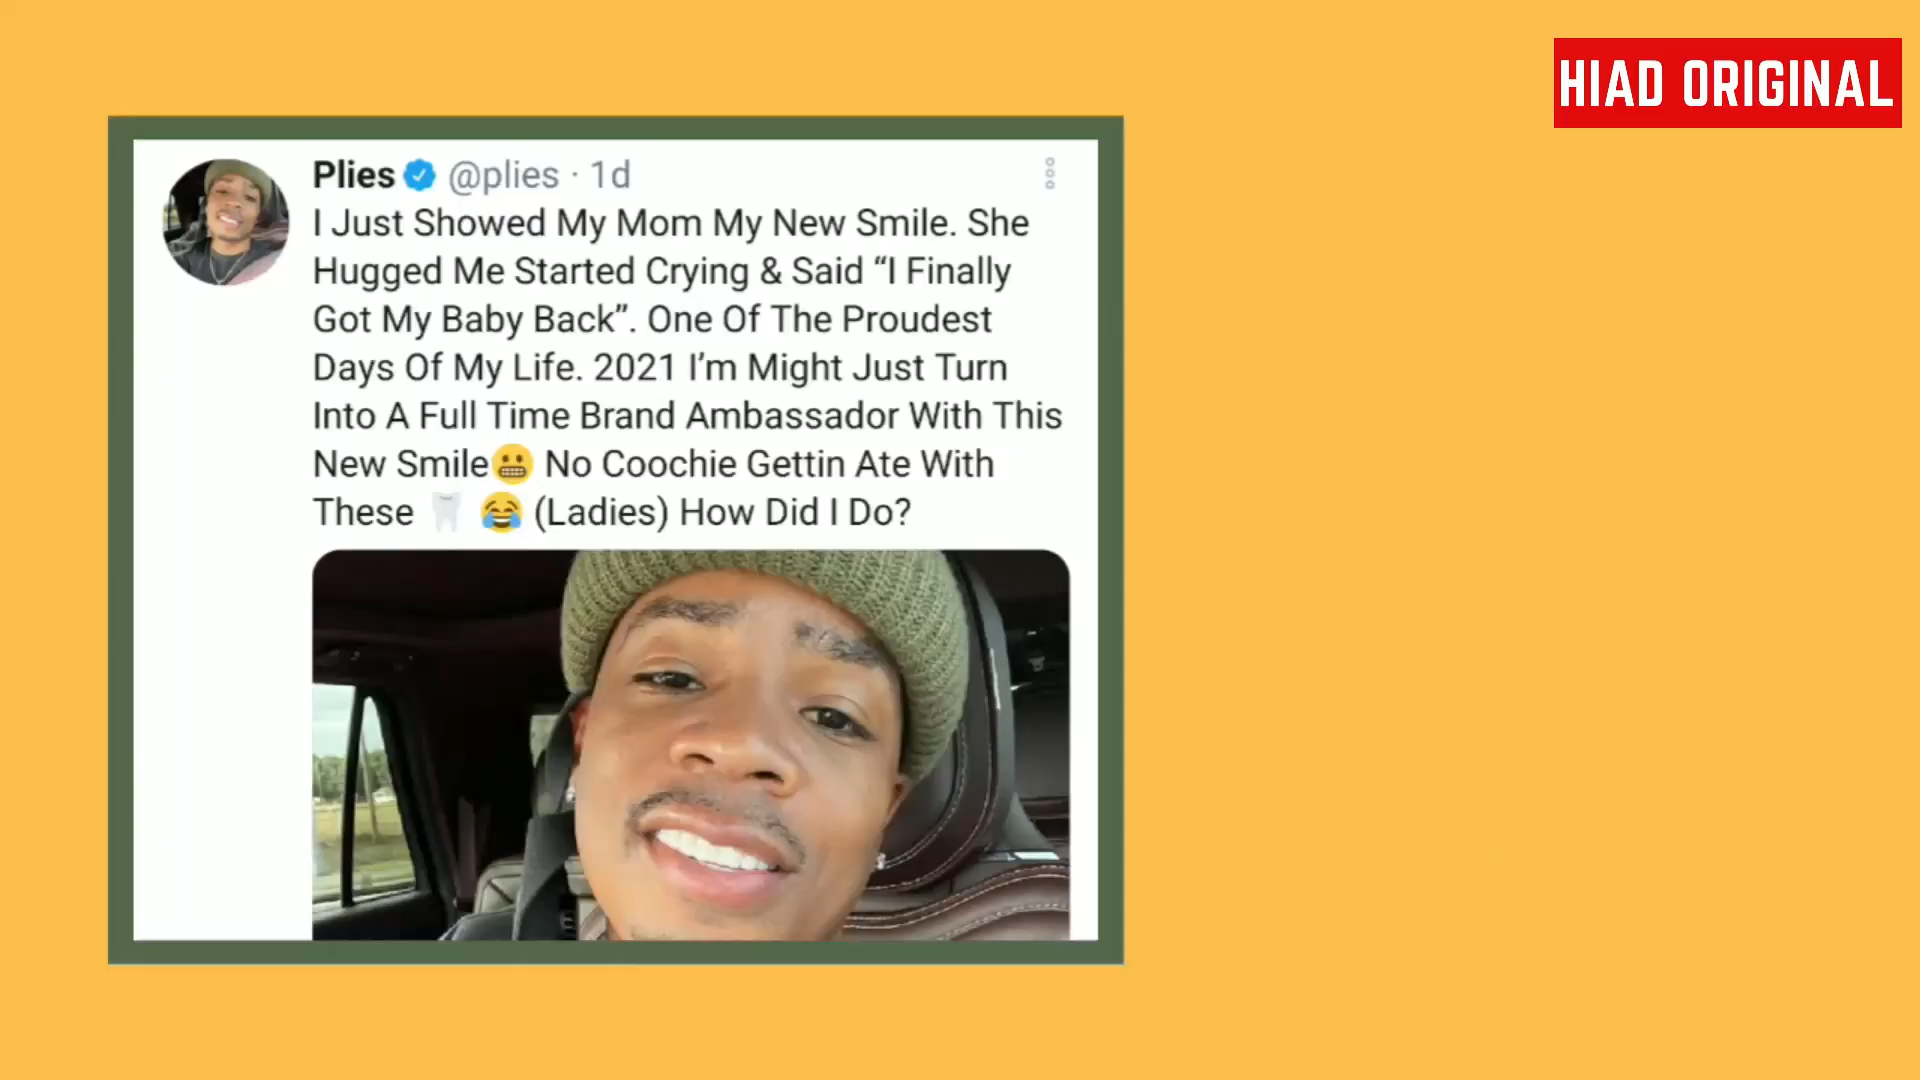 HIAD ORIGINAL
Plies @plies · 1d
I Just Showed My Mom My New Smile. She
Hugged Me Started Crying & Said “I Finally
Got My Baby Back”. One Of The Proudest
Days Of My Life. 2021 I’m Might Just Turn
Into A Full Time Brand Ambassador With This
New Smile😬 No Coochie Gettin Ate With
These 🦷 😂 (Ladies) How Did I Do?